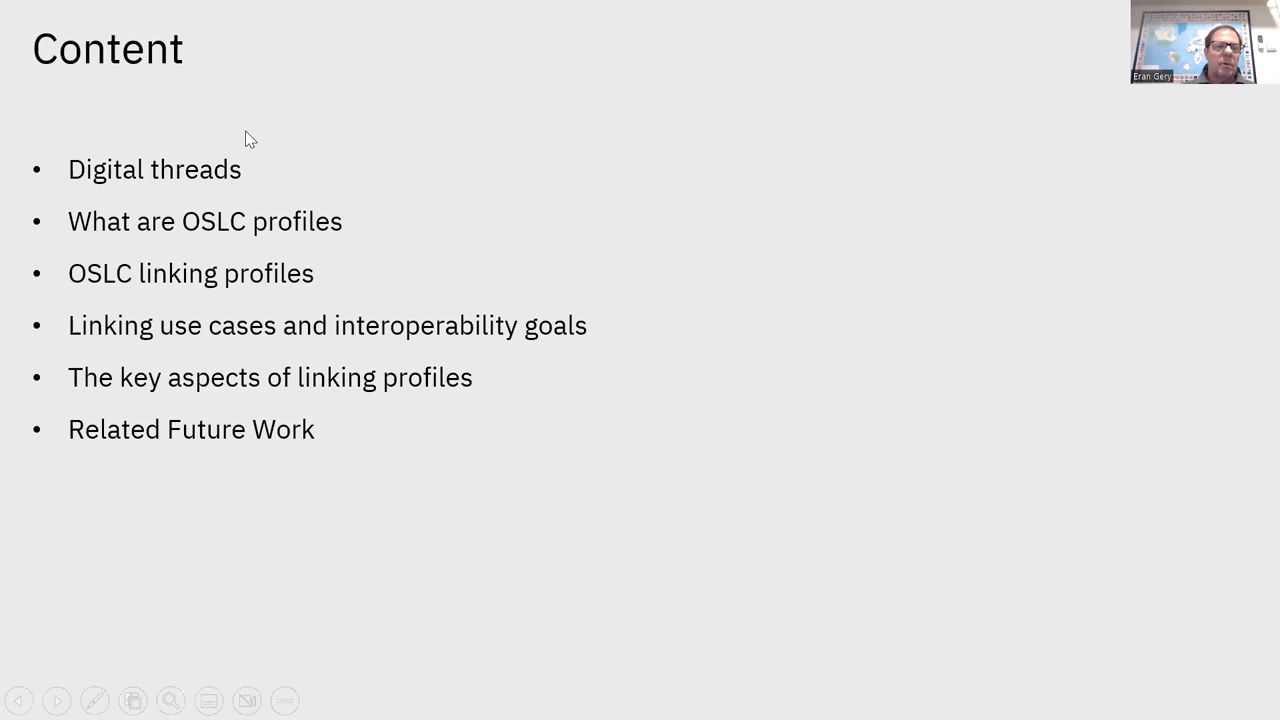 Content
Eran Gery
• Digital threads
• What are OSLC profiles
• OSLC linking profiles
• Linking use cases and interoperability goals
• The key aspects of linking profiles
• Related Future Work